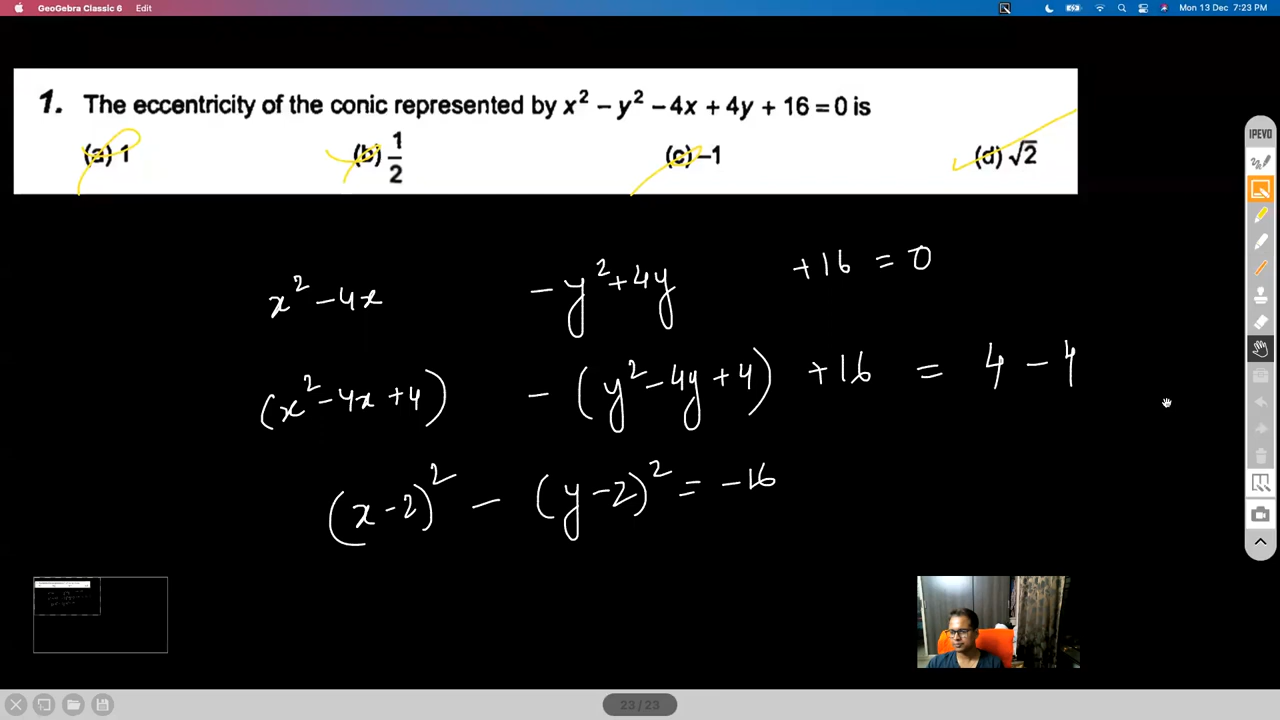 GeoGebra Classic 6 Edit Mon 13 Dec 7:23 PM
1. The eccentricity of the conic represented by x² − y² − 4x + 4y + 16 = 0 is
(a) 1 (b) 1/2 (c) −1 (d) √2
IPEVO
x² − 4x − y² + 4y + 16 = 0
(x² − 4x + 4) − (y² − 4y + 4) + 16 = 4 − 4
(x − 2)² − (y − 2)² = −16
23 / 23